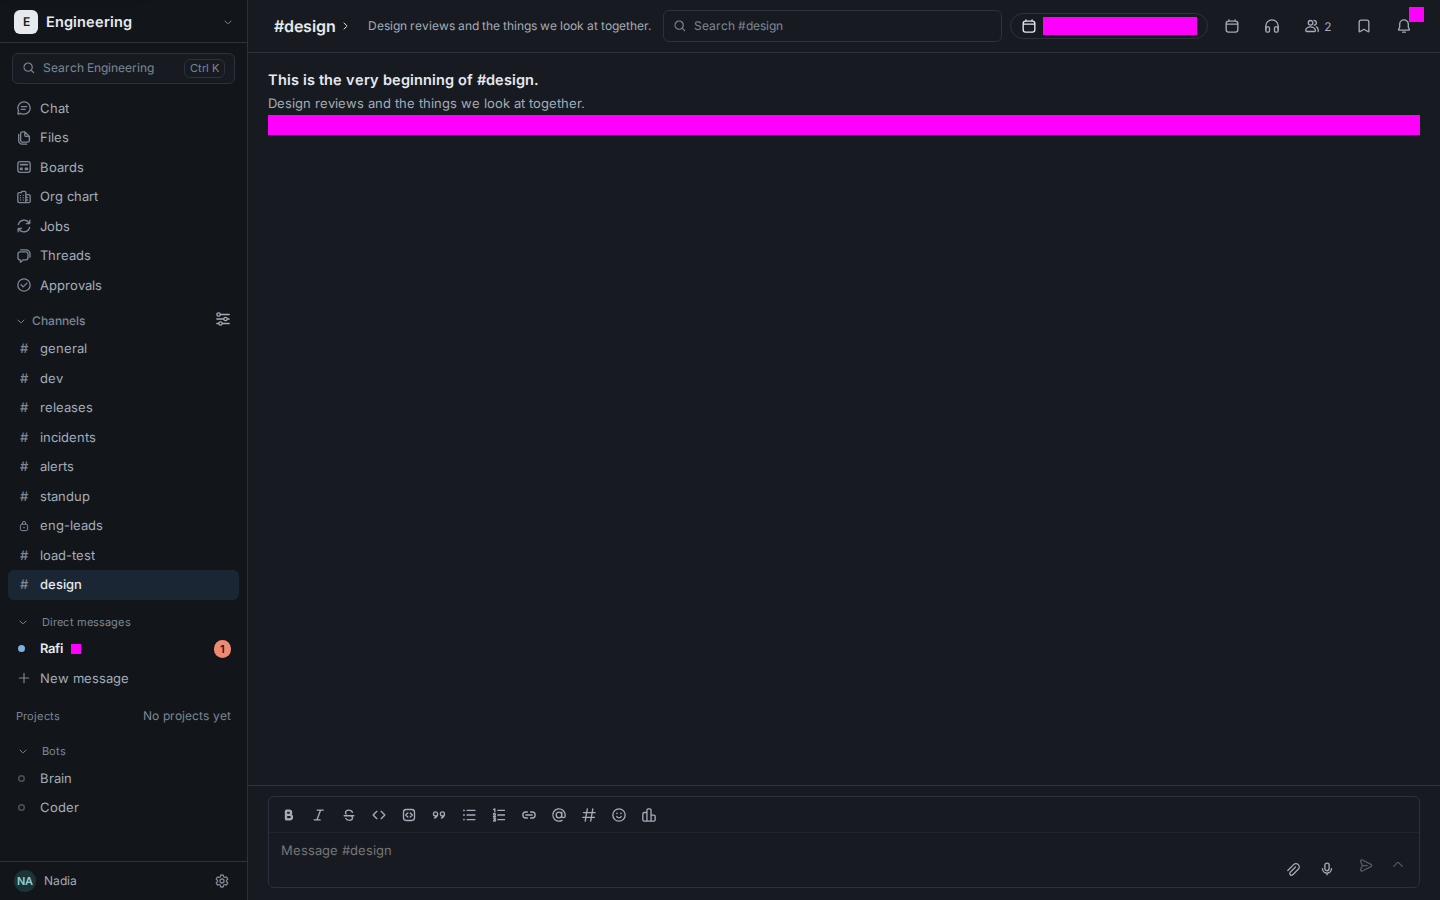 E Engineering
Search Engineering Ctrl K
Chat
Files
Boards
Org chart
Jobs
Threads
Approvals
Channels
# general
# dev
# releases
# incidents
# alerts
# standup
eng-leads
# load-test
# design
Direct messages
Rafi 1
New message
Projects No projects yet
Bots
Brain
Coder
NA Nadia
#design Design reviews and the things we look at together. Search #design 2
This is the very beginning of #design.
Design reviews and the things we look at together.
Message #design